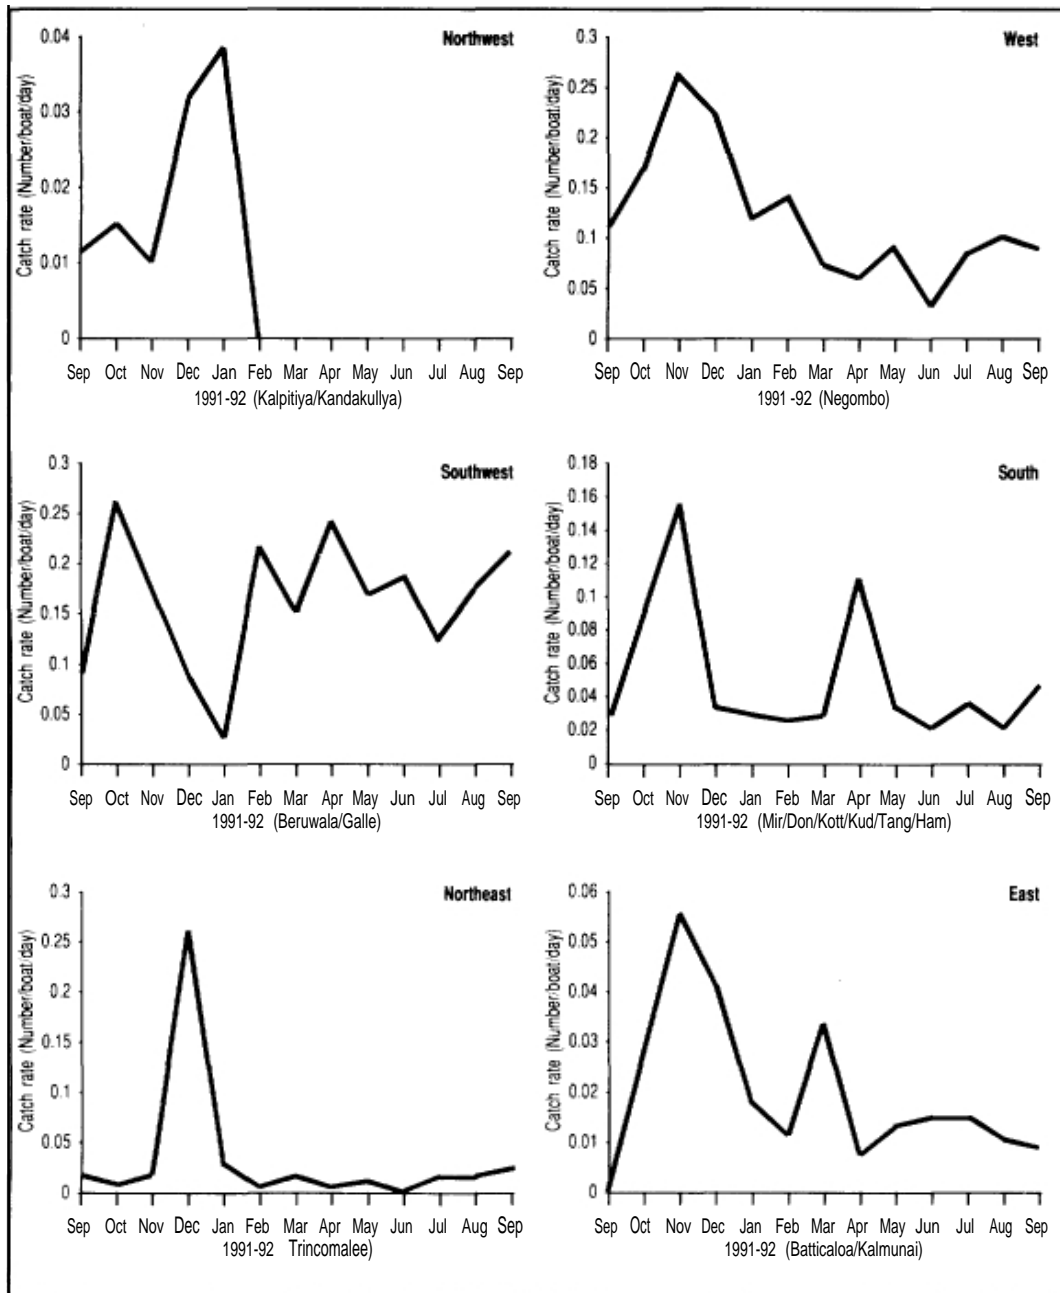 Northwest
Catch rate (Number/boat/day)
0.04
0.03
0.02
0.01
0
Sep Oct Nov Dec Jan Feb Mar Apr May Jun Jul Aug Sep
1991-92 (Kalpitiya/Kandakullya)
West
Catch rate (Number/boat/day)
0.3
0.25
0.2
0.15
0.1
0.05
0
Sep Oct Nov Dec Jan Feb Mar Apr May Jun Jul Aug Sep
1991-92 (Negombo)
Southwest
Catch rate (Number/boat/day)
0.3
0.25
0.2
0.15
0.1
0.05
0
Sep Oct Nov Dec Jan Feb Mar Apr May Jun Jul Aug Sep
1991-92 (Beruwala/Galle)
South
Catch rate (Number/boat/day)
0.18
0.16
0.14
0.12
0.1
0.08
0.06
0.04
0.02
0
Sep Oct Nov Dec Jan Feb Mar Apr May Jun Jul Aug Sep
1991-92 (Mir/Don/Kott/Kud/Tang/Ham)
Northeast
Catch rate (Number/boat/day)
0.3
0.25
0.2
0.15
0.1
0.05
0
Sep Oct Nov Dec Jan Feb Mar Apr May Jun Jul Aug Sep
1991-92 Trincomalee)
East
Catch rate (Number/boat/day)
0.06
0.05
0.04
0.03
0.02
0.01
0
Sep Oct Nov Dec Jan Feb Mar Apr May Jun Jul Aug Sep
1991-92 (Batticaloa/Kalmunai)